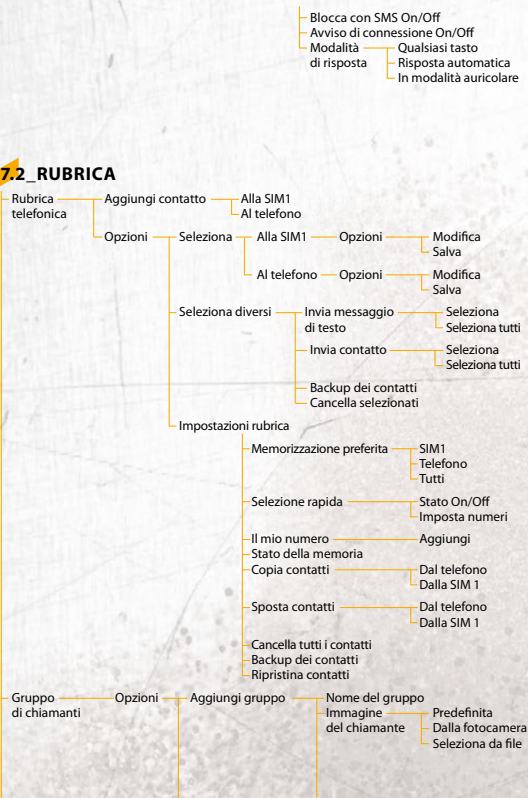 Blocca con SMS On/Off
Avviso di connessione On/Off
Modalità di risposta
Qualsiasi tasto
Risposta automatica
In modalità auricolare
7.2_RUBRICA
Rubrica telefonica
Aggiungi contatto
Alla SIM1
Al telefono
Opzioni
Seleziona
Alla SIM1
Opzioni
Modifica
Salva
Al telefono
Opzioni
Modifica
Salva
Seleziona diversi
Invia messaggio di testo
Seleziona
Seleziona tutti
Invia contatto
Seleziona
Seleziona tutti
Backup dei contatti
Cancella selezionati
Impostazioni rubrica
Memorizzazione preferita
SIM1
Telefono
Tutti
Selezione rapida
Stato On/Off
Imposta numeri
Il mio numero
Aggiungi
Stato della memoria
Copia contatti
Dal telefono
Dalla SIM 1
Sposta contatti
Dal telefono
Dalla SIM 1
Cancella tutti i contatti
Backup dei contatti
Ripristina contatti
Gruppo di chiamanti
Opzioni
Aggiungi gruppo
Nome del gruppo
Immagine del chiamante
Predefinita
Dalla fotocamera
Seleziona da file